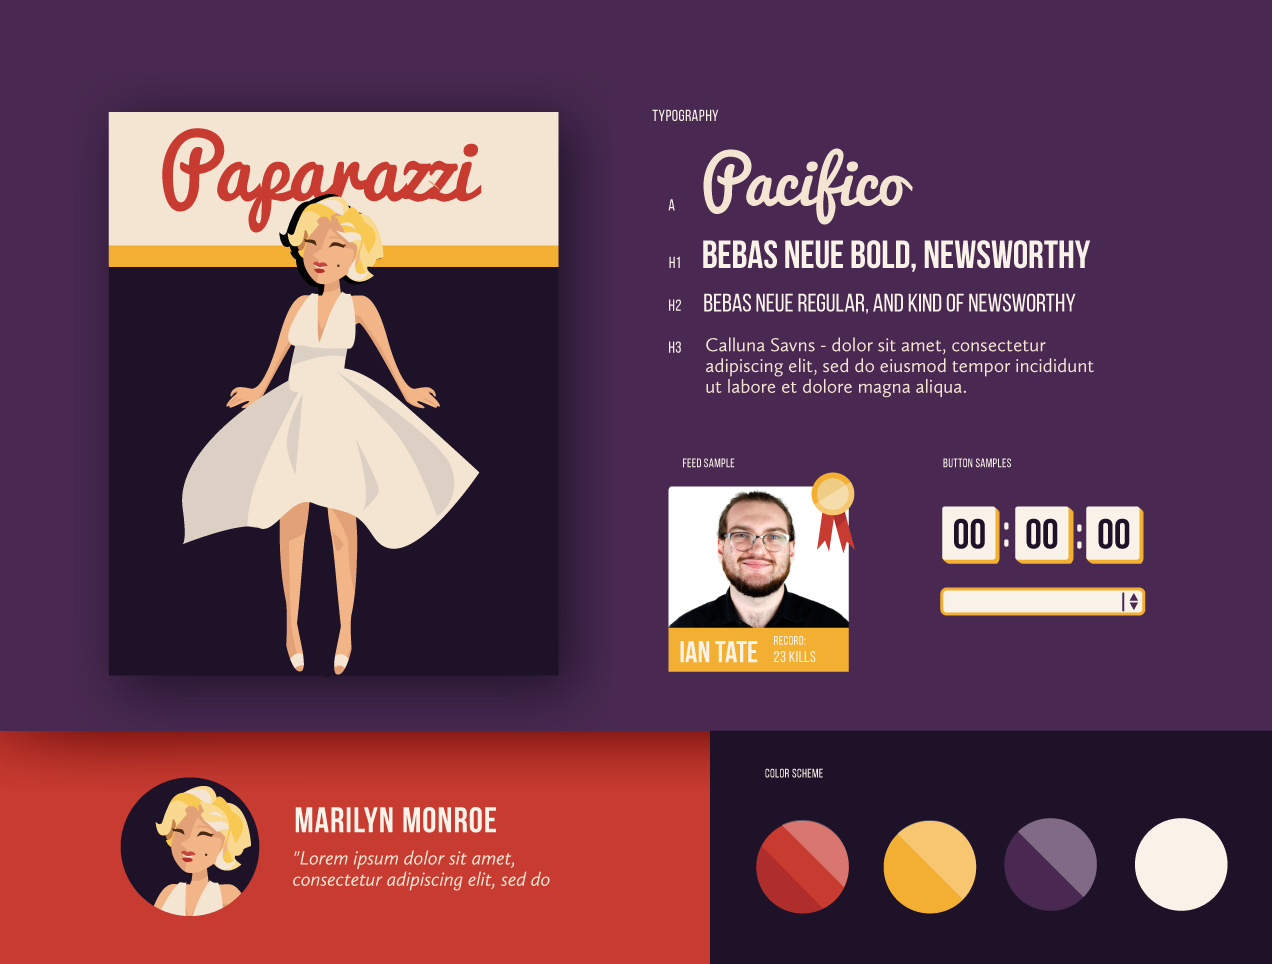 Paparazzi
TYPOGRAPHY
A
Pacifico
H1
BEBAS NEUE BOLD, NEWSWORTHY
H2
BEBAS NEUE REGULAR, AND KIND OF NEWSWORTHY
H3
Calluna Savns - dolor sit amet, consectetur
adipiscing elit, sed do eiusmod tempor incididunt
ut labore et dolore magna aliqua.
FEED SAMPLE
IAN TATE
RECORD:
23 KILLS
BUTTON SAMPLES
00:00:00
MARILYN MONROE
"Lorem ipsum dolor sit amet,
consectetur adipiscing elit, sed do
COLOR SCHEME